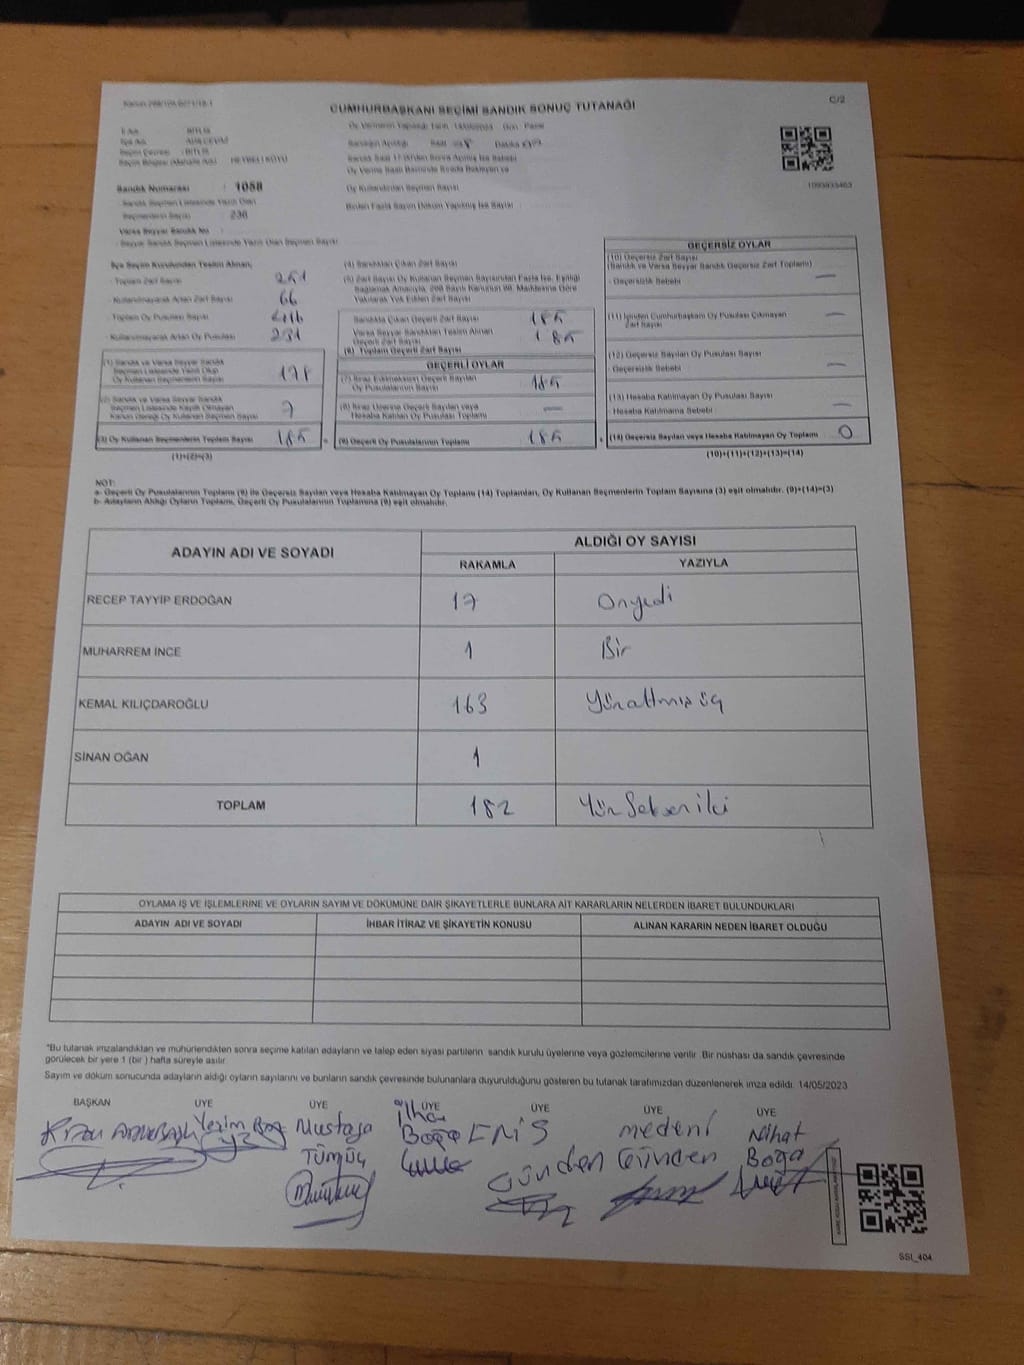 CUMHURBAŞKANI SEÇİMİ SANDIK SONUÇ TUTANAĞI
C/2
İl Adı : BİTLİS
İlçe Adı ADİLCEVAZ
Seçim Çevresi : BİTLİS
Sandık Numarası : 1058
Sandık Seçmen Listesinde Yazılı Olan
Seçmenlerin Sayısı 236
Varsa Seyyar Sandık No
Seyyar Sandık Seçmen Listesinde Yazılı Olan Seçmen Sayısı
Oy Kullandırılan Seçmen Sayısı
Birden Fazla Sayım Döküm Yapılmış İse Sayısı
İlçe Seçim Kurulundan Teslim Alınan;
Toplam Zarf Sayısı 251
Kullanılmayarak Artan Zarf Sayısı 66
Toplam Oy Pusulası Sayısı 416
Kullanılmayarak Artan Oy Pusulası 231
(1) Sandık ve Varsa Seyyar Sandık
Seçmen Listesinde Yazılı Olup
Oy Kullanan Seçmenlerin Sayısı 178
(2) Sandık ve Varsa Seyyar Sandık
Seçmen Listesinde Kayıtlı Olmayan
Kanun Gereği Oy Kullanan Seçmen Sayısı 7
(3) Oy Kullanan Seçmenlerin Toplam Sayısı 185 =
(1)+(2)=(3)
(4) Sandıktan Çıkan Zarf Sayısı
(5) Zarf Sayısı Oy Kullanan Seçmen Sayısından Fazla İse, Eşitliği
Sağlamak Amacıyla, 298 Sayılı Kanunun 98. Maddesine Göre
Yakılarak Yok Edilen Zarf Sayısı
Sandıkta Çıkan Geçerli Zarf Sayısı 185
Varsa Seyyar Sandıktan Teslim Alınan
Geçerli Zarf Sayısı 185
(6) Toplam Geçerli Zarf Sayısı
GEÇERLİ OYLAR
(7) İtiraz Edilmeksizin Geçerli Sayılan
Oy Pusulalarının Sayısı 185
(8) İtiraz Üzerine Geçerli Sayılan veya
Hesaba Katılan Oy Pusulası Toplamı —
(9) Geçerli Oy Pusulalarının Toplamı 185 +
GEÇERSİZ OYLAR
(10) Geçersiz Zarf Sayısı
(Sandık ve Varsa Seyyar Sandık Geçersiz Zarf Toplamı)
- Geçersizlik Sebebi —
(11) İçinden Cumhurbaşkanı Oy Pusulası Çıkmayan
Zarf Sayısı —
(12) Geçersiz Sayılan Oy Pusulası Sayısı
- Geçersizlik Sebebi —
(13) Hesaba Katılmayan Oy Pusulası Sayısı
- Hesaba Katılmama Sebebi —
(14) Geçersiz Sayılan veya Hesaba Katılmayan Oy Toplamı 0
(10)+(11)+(12)+(13)=(14)
NOT:
a- Geçerli Oy Pusulalarının Toplamı (9) ile Geçersiz Sayılan veya Hesaba Katılmayan Oy Toplamı (14) Toplamları, Oy Kullanan Seçmenlerin Toplam Sayısına (3) eşit olmalıdır. (9)+(14)=(3)
b- Adayların Aldığı Oyların Toplamı, Geçerli Oy Pusulalarının Toplamına (9) eşit olmalıdır.
ADAYIN ADI VE SOYADI
ALDIĞI OY SAYISI
RAKAMLA YAZIYLA
RECEP TAYYİP ERDOĞAN 17 Onyedi
MUHARREM İNCE 1 Bir
KEMAL KILIÇDAROĞLU 163 Yüzaltmış üç
SİNAN OĞAN 1
TOPLAM 182 Yüz Seksen iki
OYLAMA İŞ VE İŞLEMLERİNE VE OYLARIN SAYIM VE DÖKÜMÜNE DAİR ŞİKAYETLERLE BUNLARA AİT KARARLARIN NELERDEN İBARET BULUNDUKLARI
ADAYIN ADI VE SOYADI İHBAR İTİRAZ VE ŞİKAYETİN KONUSU ALINAN KARARIN NEDEN İBARET OLDUĞU
*Bu tutanak imzalandıktan ve mühürlendikten sonra seçime katılan adayların ve talep eden siyasi partilerin sandık kurulu üyelerine veya gözlemcilerine verilir. Bir nüshası da sandık çevresinde
görülecek bir yere 1 (bir ) hafta süreyle asılır.
Sayım ve döküm sonucunda adayların aldığı oyların sayılarını ve bunların sandık çevresinde bulunanlara duyurulduğunu gösteren bu tutanak tarafımızdan düzenlenerek imza edildi. 14/05/2023
BAŞKAN ÜYE ÜYE ÜYE ÜYE ÜYE ÜYE
Mustafa
Tümüç
İlhan
Boğa
ENİS
Günden
medeni
Günden
Nihat
Boğa
SSI_404